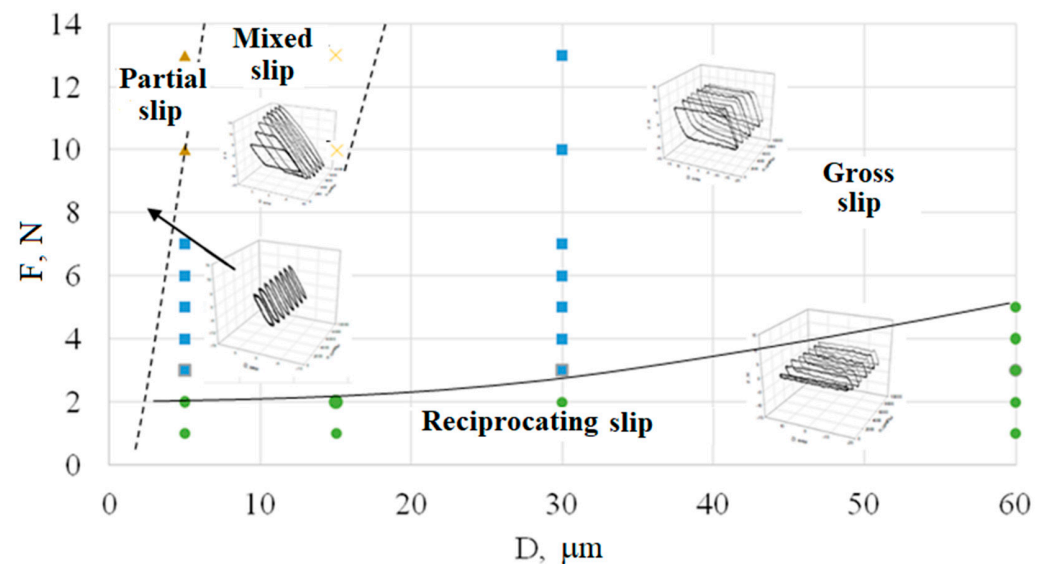 14
12
10
8
6
4
2
0
F, N
Partial
slip
Mixed
slip
Gross
slip
Reciprocating slip
0 10 20 30 40 50 60
D, μm